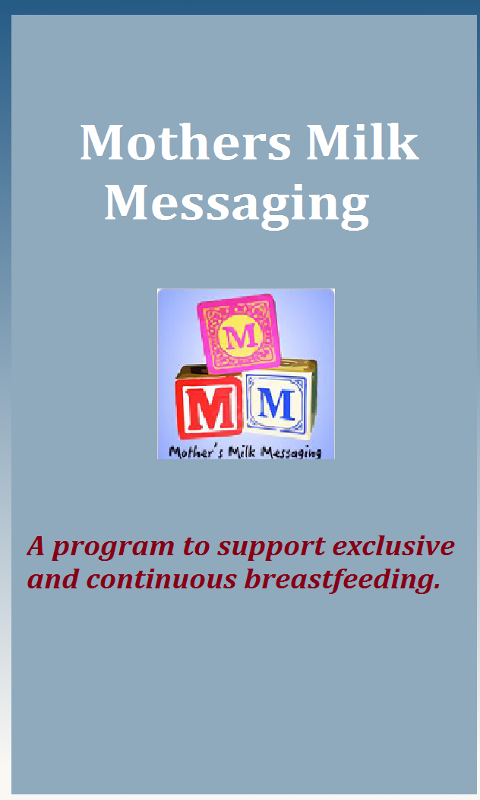 Mothers Milk
Messaging
M
M M
Mother's Milk Messaging
A program to support exclusive
and continuous breastfeeding.